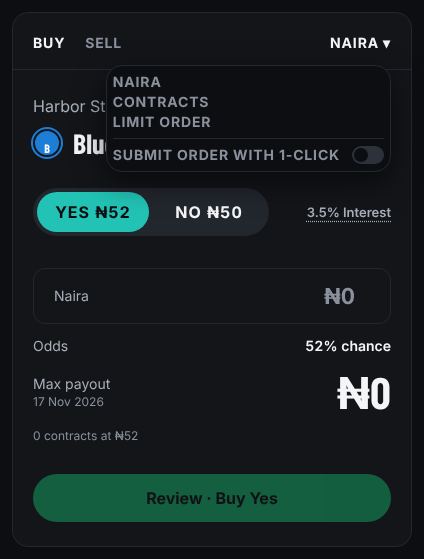 BUY SELL NAIRA ▾
NAIRA
CONTRACTS
LIMIT ORDER
SUBMIT ORDER WITH 1-CLICK
Harbor
B
YES ₦52 NO ₦50 3.5% Interest
Naira ₦0
Odds 52% chance
Max payout ₦0
17 Nov 2026
0 contracts at ₦52
Review · Buy Yes